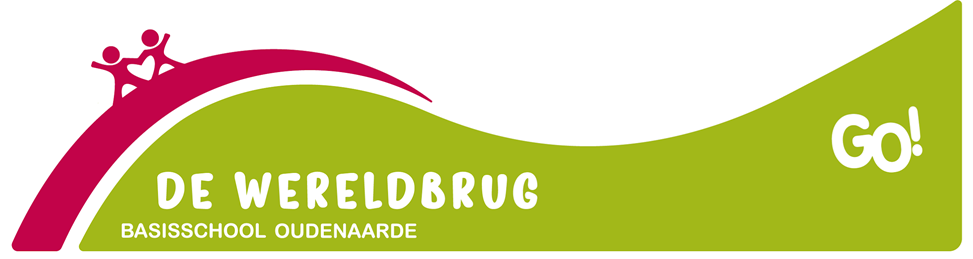 GO!
DE WERELDBRUG
BASISSCHOOL OUDENAARDE